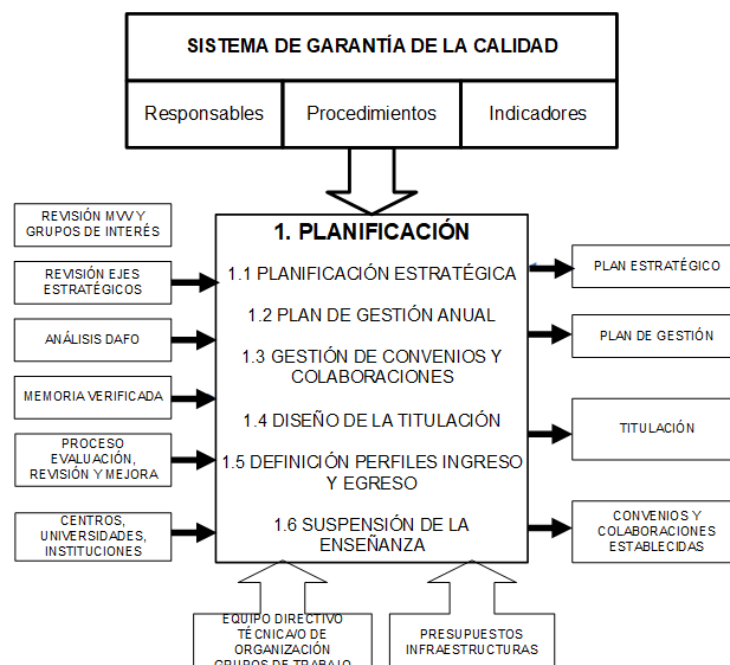 SISTEMA DE GARANTÍA DE LA CALIDAD
Responsables
Procedimientos
Indicadores
REVISIÓN MVV Y
GRUPOS DE INTERÉS
REVISIÓN EJES
ESTRATÉGICOS
ANÁLISIS DAFO
MEMORIA VERIFICADA
PROCESO
EVALUACIÓN,
REVISIÓN Y MEJORA
CENTROS,
UNIVERSIDADES,
INSTITUCIONES
1. PLANIFICACIÓN
1.1 PLANIFICACIÓN ESTRATÉGICA
1.2 PLAN DE GESTIÓN ANUAL
1.3 GESTIÓN DE CONVENIOS Y
COLABORACIONES
1.4 DISEÑO DE LA TITULACIÓN
1.5 DEFINICIÓN PERFILES INGRESO
Y EGRESO
1.6 SUSPENSIÓN DE LA
ENSEÑANZA
PLAN ESTRATÉGICO
PLAN DE GESTIÓN
TITULACIÓN
CONVENIOS Y
COLABORACIONES
ESTABLECIDAS
EQUIPO DIRECTIVO
TÉCNICA/O DE
ORGANIZACIÓN
GRUPOS DE TRABAJO
PRESUPUESTOS
INFRAESTRUCTURAS